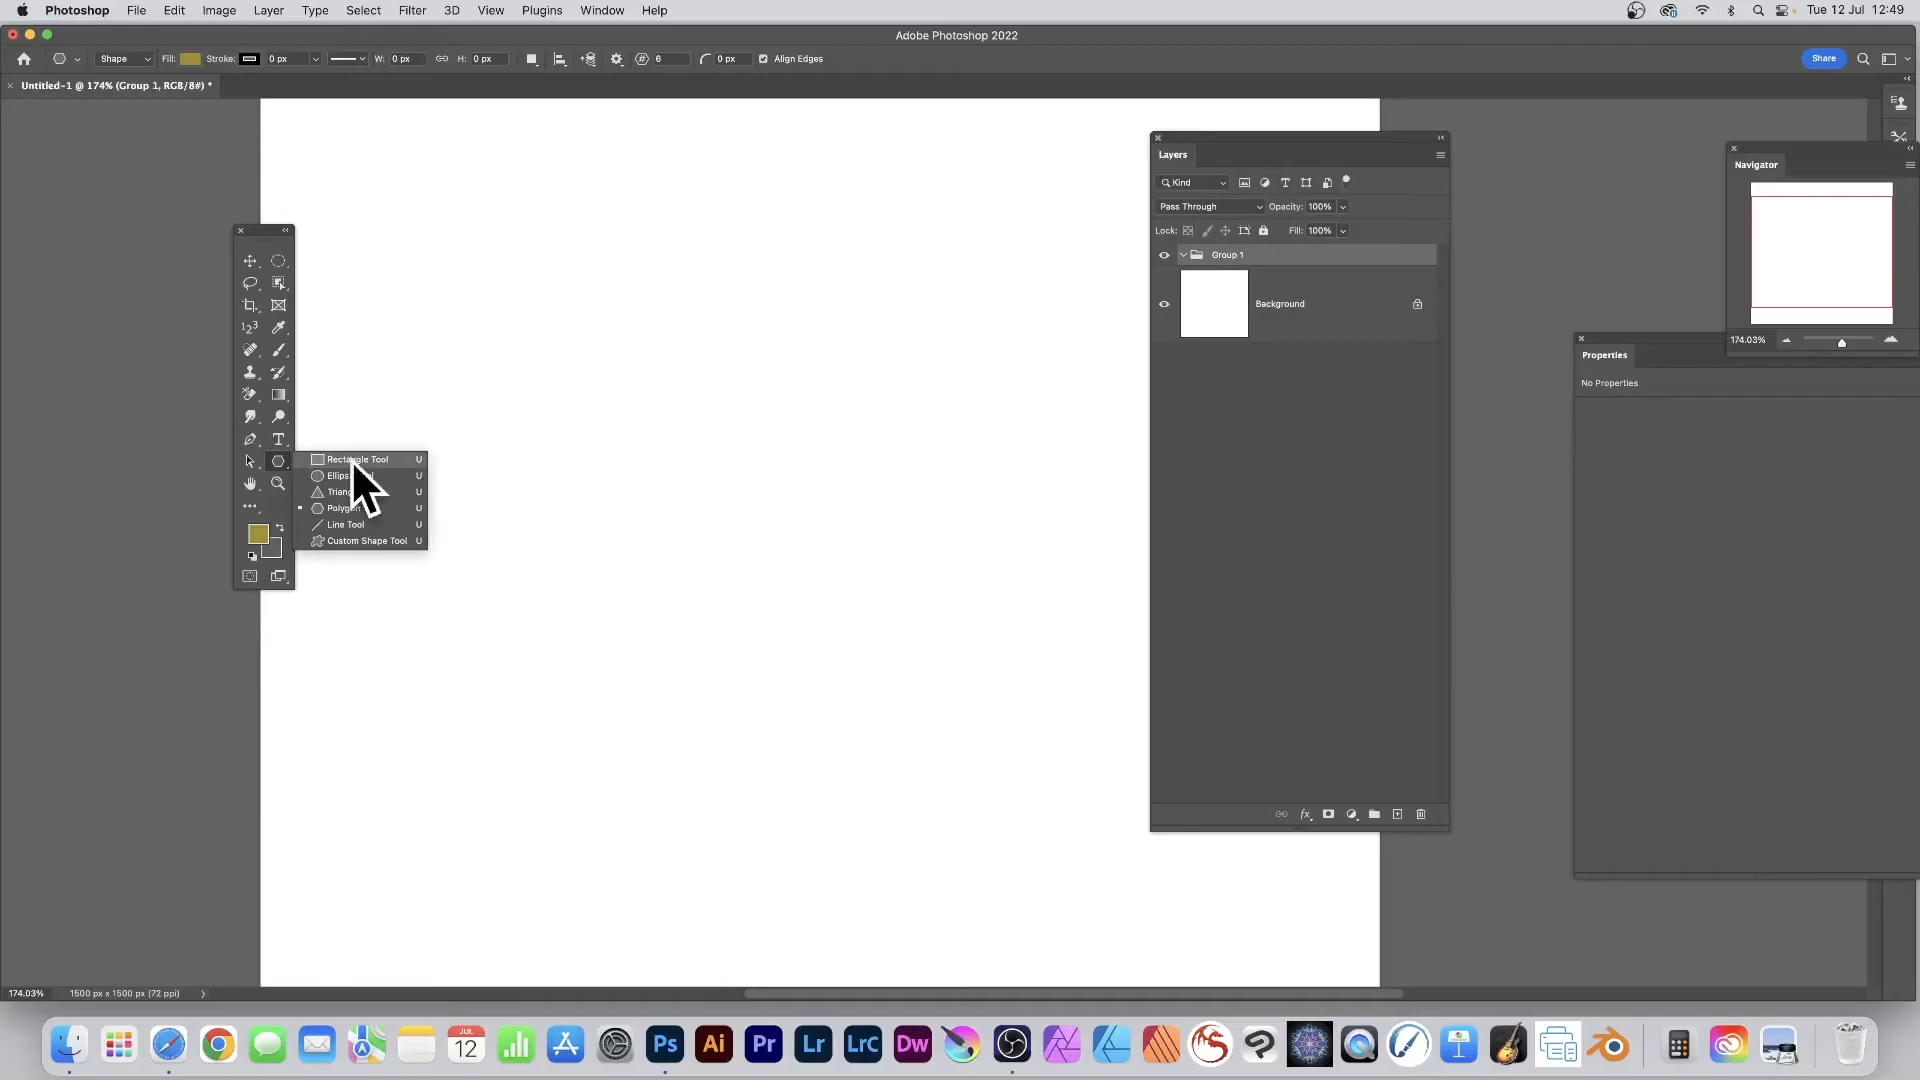 Photoshop File Edit Image Layer Type Select Filter 3D View Plugins Window Help Tue 12 Jul 12:49
Adobe Photoshop 2022
Shape Fill: Stroke: 0 px W: 0 px H: 0 px 6 0 px Align Edges Share
Untitled-1 @ 174% (Group 1, RGB/8#) *
Layers
Kind
Pass Through Opacity: 100%
Lock: Fill: 100%
Group 1
Background
Navigator
174.03%
Properties
No Properties
Rectangle Tool U
U
U
U
Line Tool U
Custom Shape Tool U
174.03% 1500 px x 1500 px (72 ppi)
JUL
12
Ps Ai Pr Lr LrC Dw